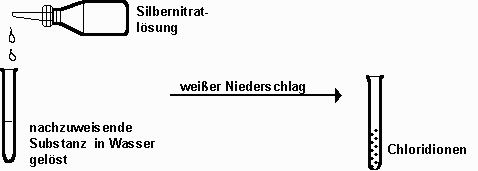 Silbernitrat-
lösung
weißer Niederschlag
nachzuweisende
Substanz in Wasser
gelöst
Chloridionen